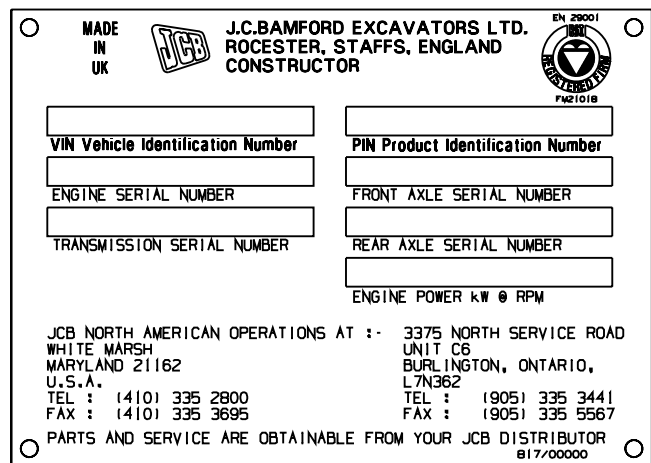 MADE
IN
UK
JCB
J.C.BAMFORD EXCAVATORS LTD.
ROCESTER, STAFFS, ENGLAND
CONSTRUCTOR
EN 29001
BSI
REGISTERED FIRM
FM21018
VIN Vehicle Identification Number
PIN Product Identification Number
ENGINE SERIAL NUMBER
FRONT AXLE SERIAL NUMBER
TRANSMISSION SERIAL NUMBER
REAR AXLE SERIAL NUMBER
ENGINE POWER kW @ RPM
JCB NORTH AMERICAN OPERATIONS AT :-
WHITE MARSH
MARYLAND 21162
U.S.A.
TEL : (410) 335 2800
FAX : (410) 335 3695
3375 NORTH SERVICE ROAD
UNIT C6
BURLINGTON, ONTARIO,
L7N362
TEL : (905) 335 3441
FAX : (905) 335 5567
PARTS AND SERVICE ARE OBTAINABLE FROM YOUR JCB DISTRIBUTOR
817/00000